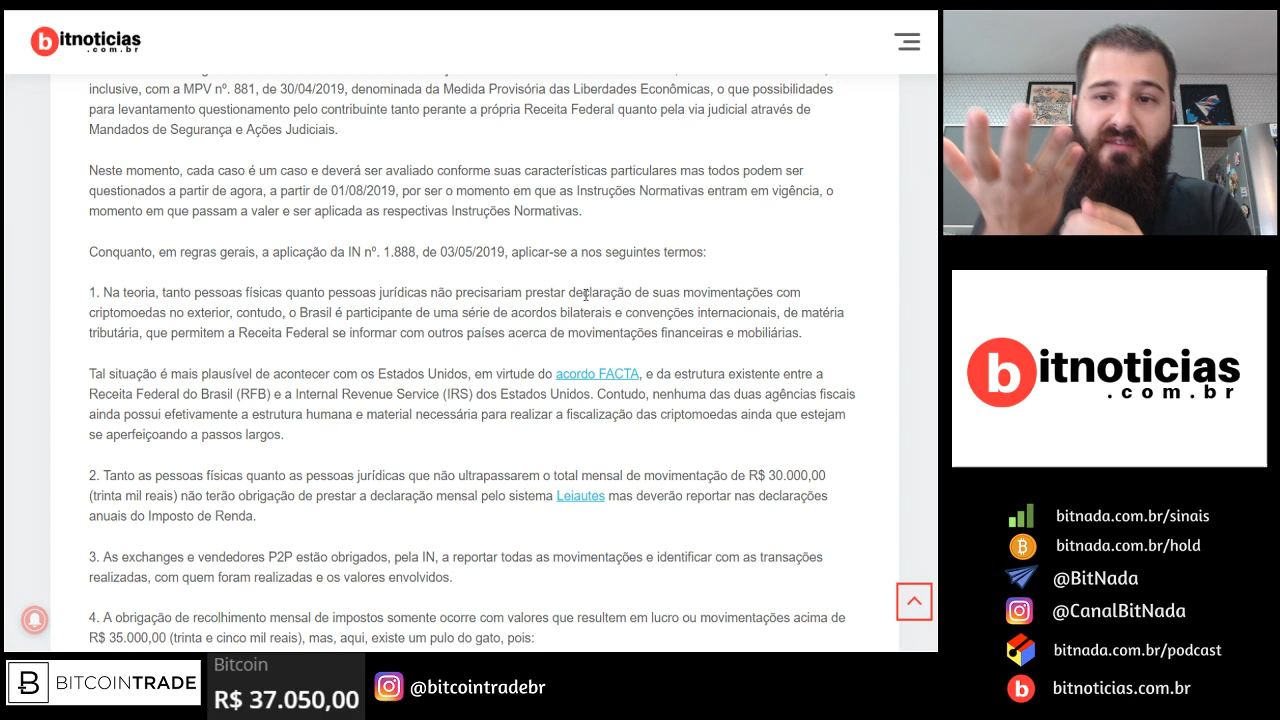 bitnoticias
.com.br
inclusive, com a MPV nº. 881, de 30/04/2019, denominada da Medida Provisória das Liberdades Econômicas, o que possibilidades
para levantamento questionamento pelo contribuinte tanto perante a própria Receita Federal quanto pela via judicial através de
Mandados de Segurança e Ações Judiciais.
Neste momento, cada caso é um caso e deverá ser avaliado conforme suas características particulares mas todos podem ser
questionados a partir de agora, a partir de 01/08/2019, por ser o momento em que as Instruções Normativas entram em vigência, o
momento em que passam a valer e ser aplicada as respectivas Instruções Normativas.
Conquanto, em regras gerais, a aplicação da IN nº. 1.888, de 03/05/2019, aplicar-se a nos seguintes termos:
1. Na teoria, tanto pessoas físicas quanto pessoas jurídicas não precisariam prestar declaração de suas movimentações com
criptomoedas no exterior, contudo, o Brasil é participante de uma série de acordos bilaterais e convenções internacionais, de matéria
tributária, que permitem a Receita Federal se informar com outros países acerca de movimentações financeiras e mobiliárias.
Tal situação é mais plausível de acontecer com os Estados Unidos, em virtude do acordo FACTA, e da estrutura existente entre a
Receita Federal do Brasil (RFB) e a Internal Revenue Service (IRS) dos Estados Unidos. Contudo, nenhuma das duas agências fiscais
ainda possui efetivamente a estrutura humana e material necessária para realizar a fiscalização das criptomoedas ainda que estejam
se aperfeiçoando a passos largos.
2. Tanto as pessoas físicas quanto as pessoas jurídicas que não ultrapassarem o total mensal de movimentação de R$ 30.000,00
(trinta mil reais) não terão obrigação de prestar a declaração mensal pelo sistema Leiautes mas deverão reportar nas declarações
anuais do Imposto de Renda.
3. As exchanges e vendedores P2P estão obrigados, pela IN, a reportar todas as movimentações e identificar com as transações
realizadas, com quem foram realizadas e os valores envolvidos.
4. A obrigação de recolhimento mensal de impostos somente ocorre com valores que resultem em lucro ou movimentações acima de
R$ 35.000,00 (trinta e cinco mil reais), mas, aqui, existe um pulo do gato, pois:
bitnoticias
.com.br
bitnada.com.br/sinais
bitnada.com.br/hold
@BitNada
@CanalBitNada
bitnada.com.br/podcast
bitnoticias.com.br
BITCOINTRADE
Bitcoin
R$ 37.050,00
@bitcointradebr